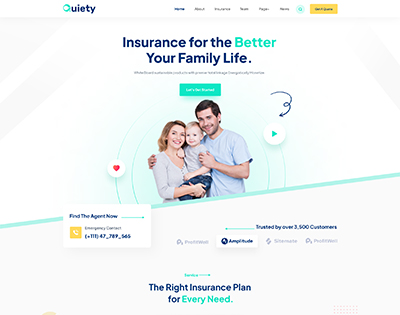 Quiety
Home About Insurance Team Pages News Get A Quote
Insurance for the Better
Your Family Life.
Let's Get Started
Find The Agent Now
Emergency Contact
(+111) 47_789_565
Trusted by over 3,500 Customers
ProfitWell Amplitude Sitemune ProfitWell
Service
The Right Insurance Plan
for Every Need.